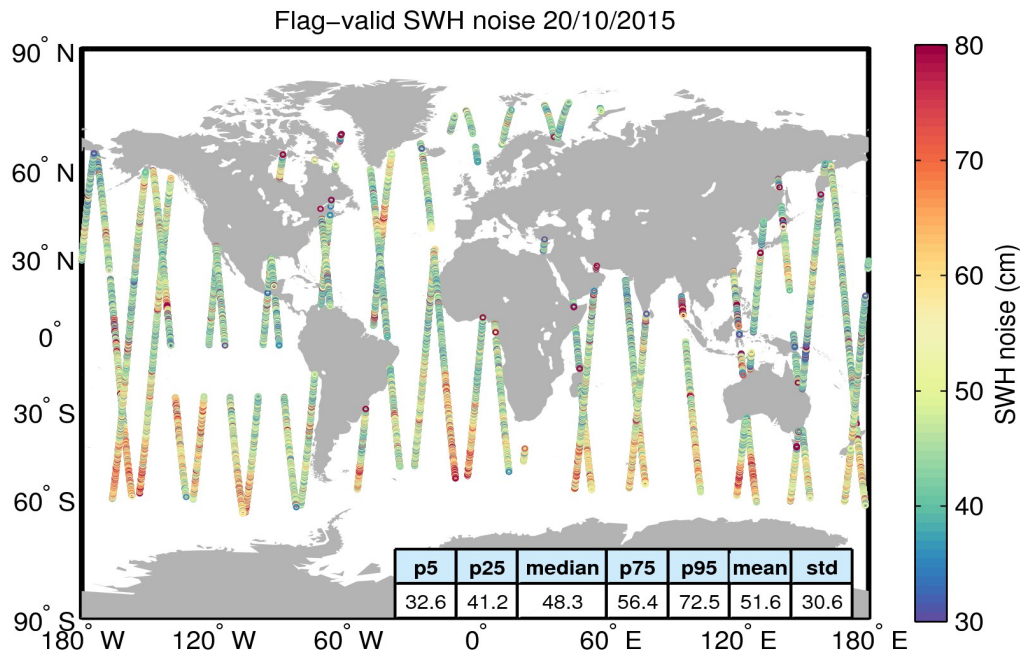 Flag−valid SWH noise 20/10/2015
90° N
60° N
30° N
0°
30° S
60° S
90° S
180° W
120° W
60° W
0°
60° E
120° E
180° E
80
70
60
50
40
30
SWH noise (cm)
p5 p25 median p75 p95 mean std
32.6 41.2 48.3 56.4 72.5 51.6 30.6